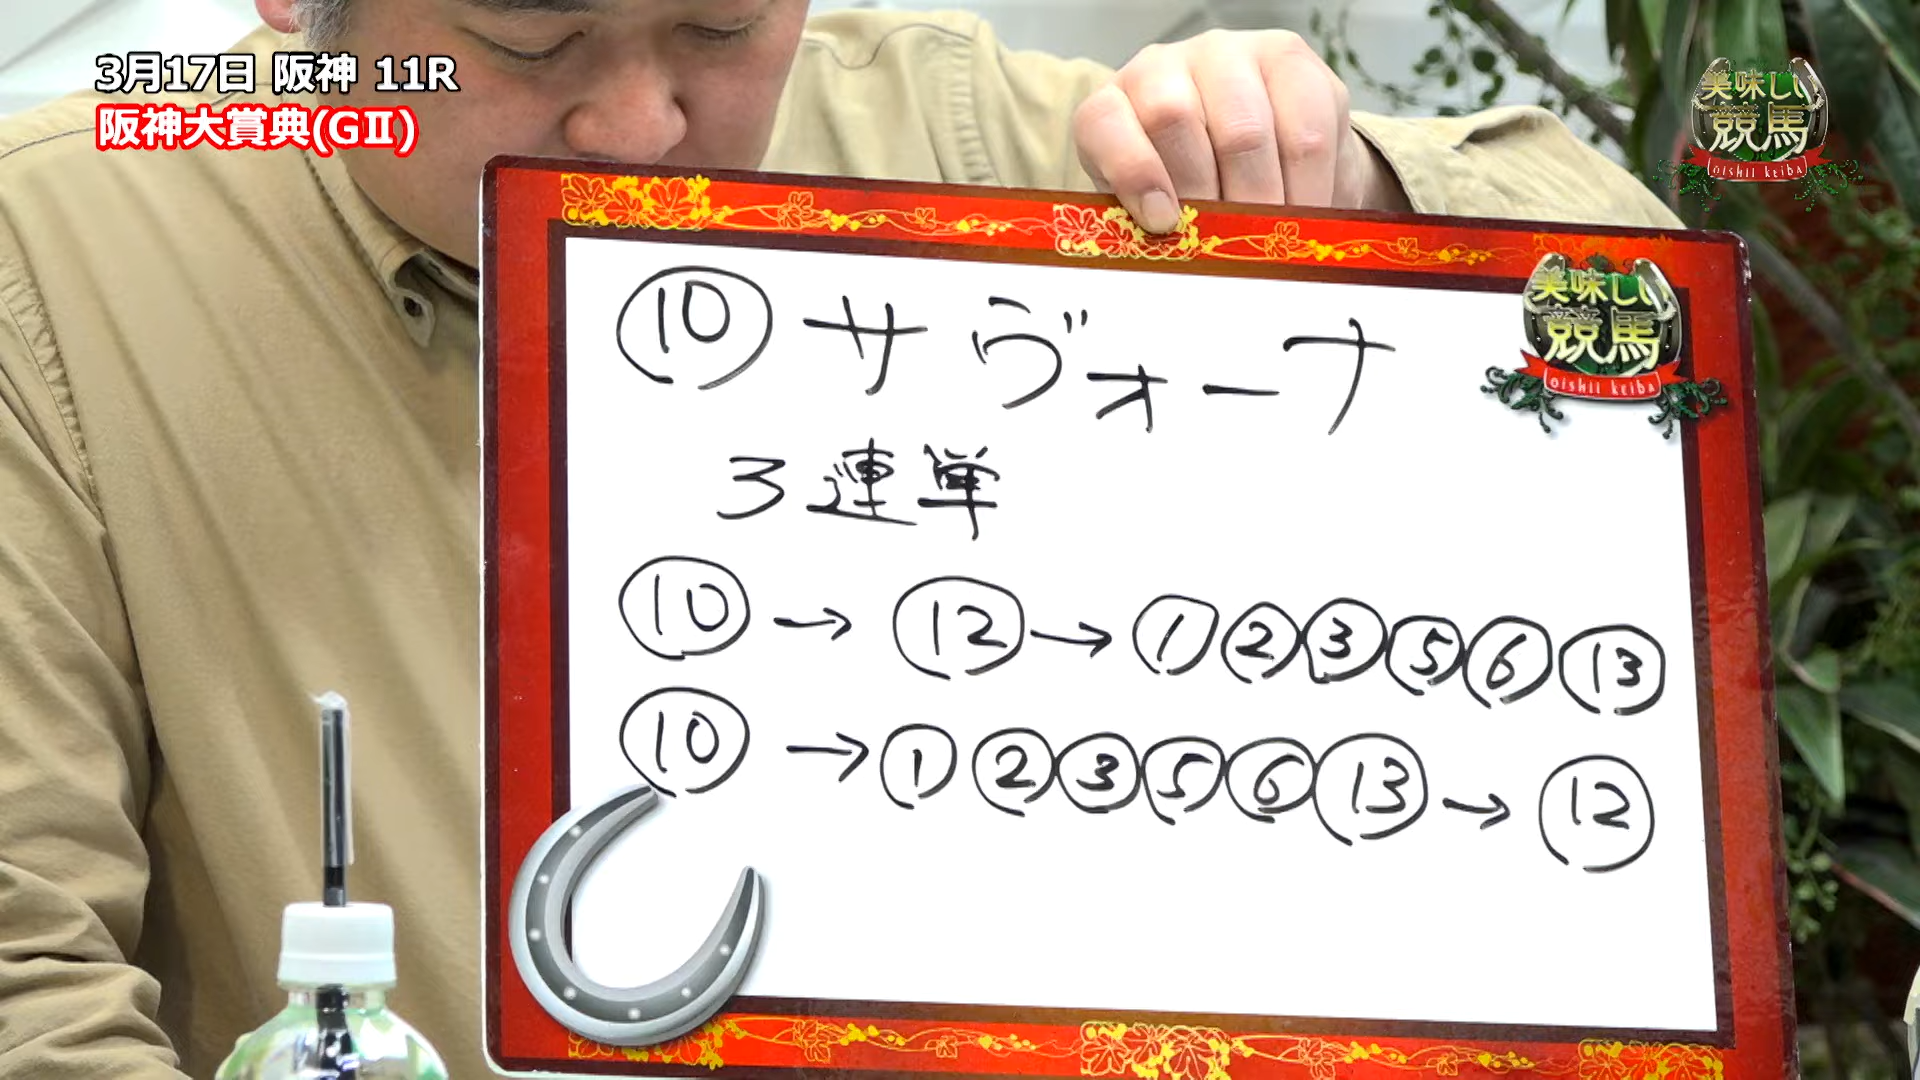 3月17日 阪神 11R
阪神大賞典(GⅡ)
美味しい
競馬
oishii keiba
⑩サヴォーナ
美味しい
競馬
oishii keiba
3連単
⑩→⑫→①②③⑤⑥⑬
⑩→①②③⑤⑥⑬→⑫